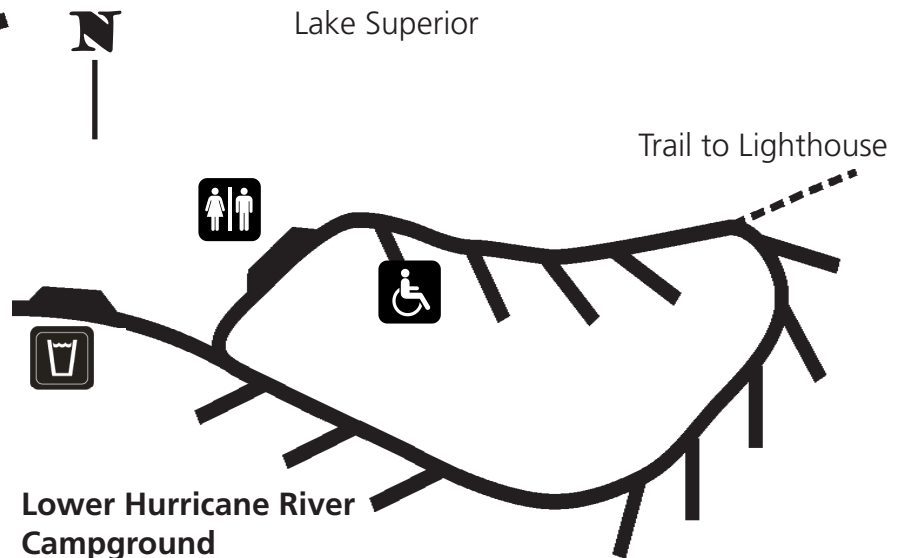 N
Lake Superior
Trail to Lighthouse
Lower Hurricane River
Campground